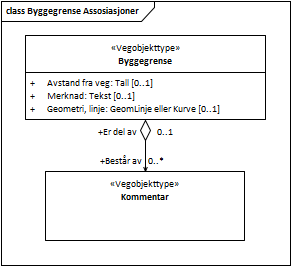 class Byggegrense Assosiasjoner
«Vegobjekttype»
Byggegrense
+ Avstand fra veg: Tall [0..1]
+ Merknad: Tekst [0..1]
+ Geometri, linje: GeomLinje eller Kurve [0..1]
+Er del av 0..1
+Består av 0..*
«Vegobjekttype»
Kommentar